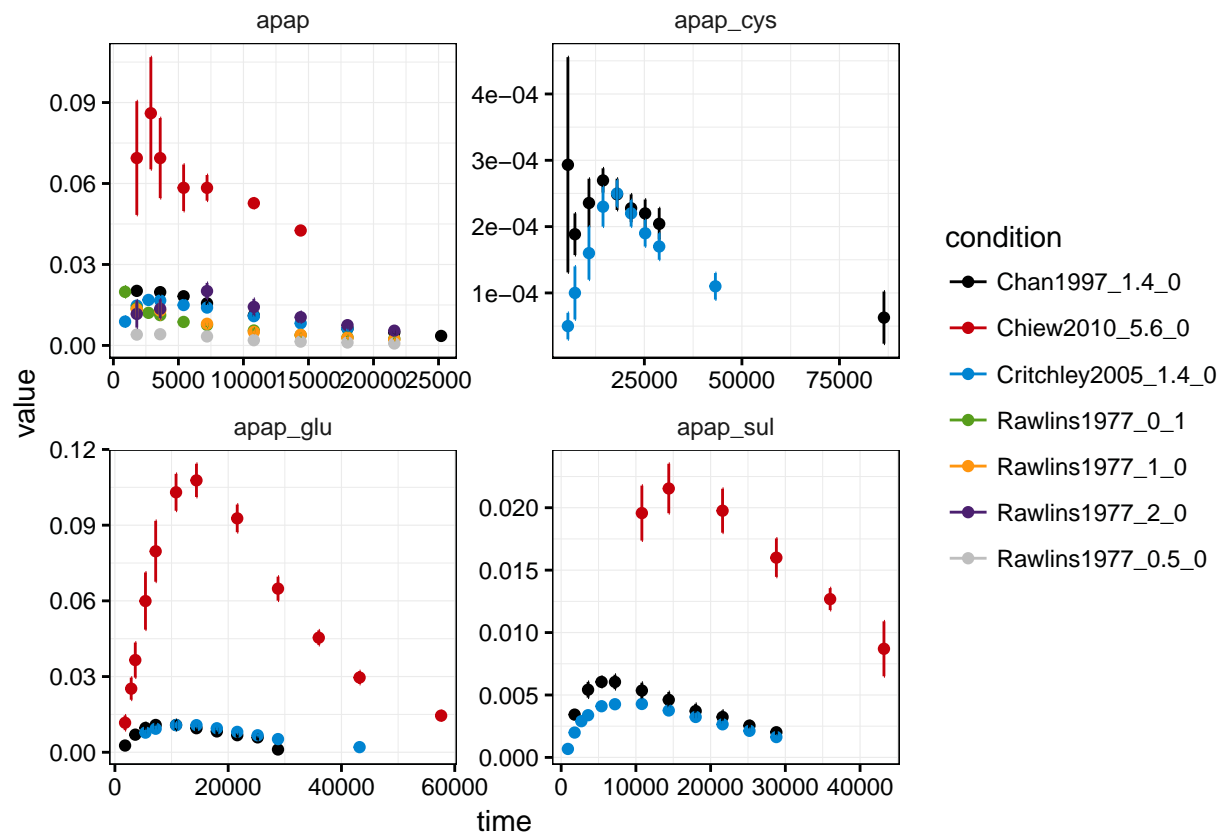 apap
apap_cys
0.09
0.06
0.03
0.00
0 5000 10000 15000 20000 25000
4e−04
3e−04
2e−04
1e−04
25000 50000 75000
value
apap_glu
apap_sul
0.12
0.09
0.06
0.03
0.00
0 20000 40000 60000
0.020
0.015
0.010
0.005
0.000
0 10000 20000 30000 40000
time
condition
Chan1997_1.4_0
Chiew2010_5.6_0
Critchley2005_1.4_0
Rawlins1977_0_1
Rawlins1977_1_0
Rawlins1977_2_0
Rawlins1977_0.5_0